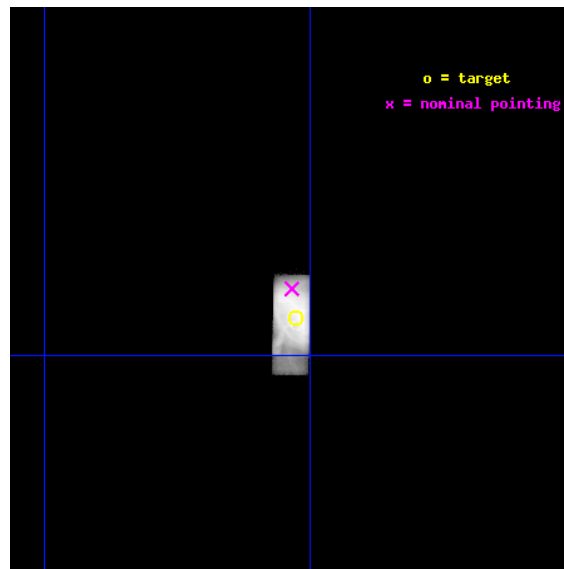 o = target
x = nominal pointing